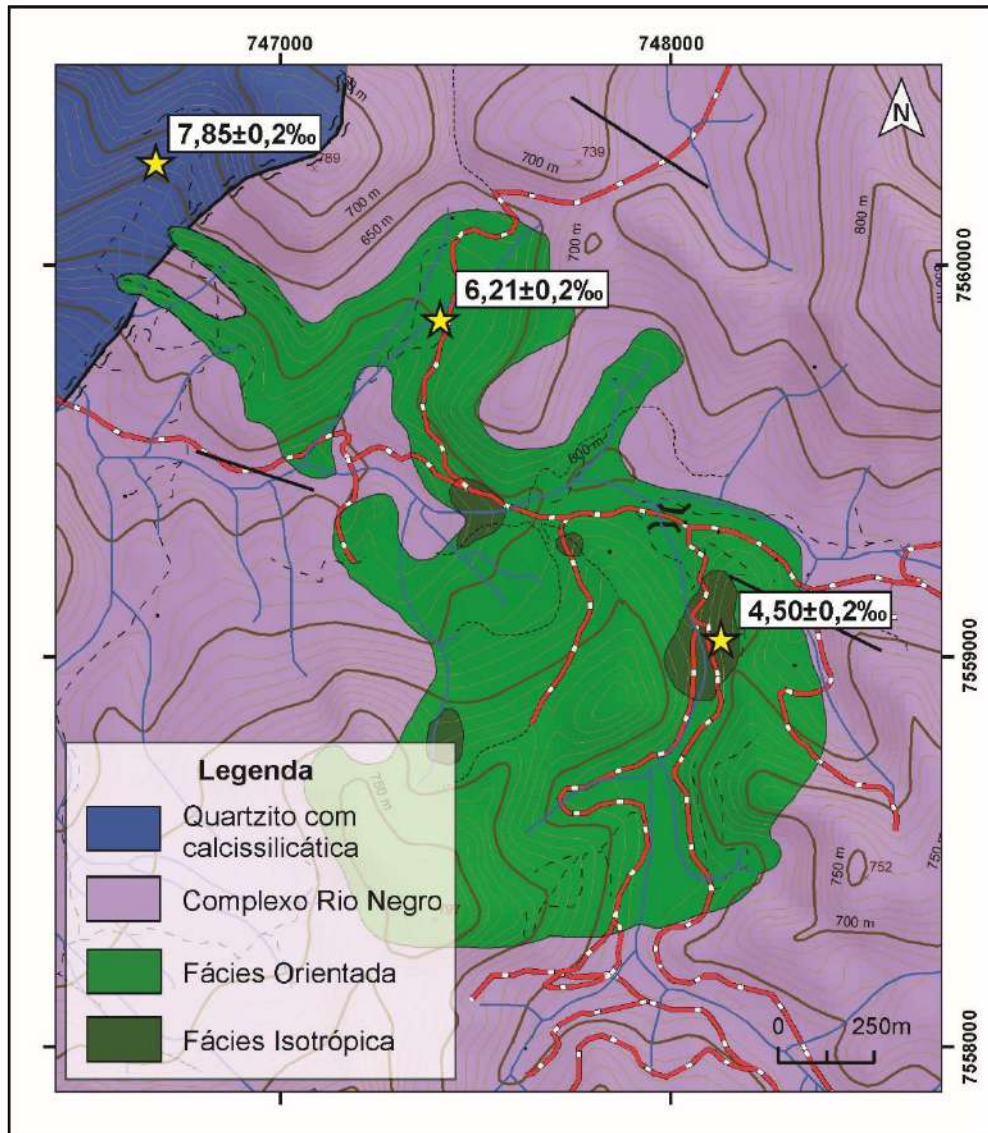 747000
748000
N
7,85±0,2‰
789
739
700 m
700 m
650 m
700 m
800 m
7560000
6,21±0,2‰
800 m
4,50±0,2‰
7559000
Legenda
Quartzito com
calcissilicática
Complexo Rio Negro
Fácies Orientada
Fácies Isotrópica
750 m
750 m
752
700 m
0
250m
7558000